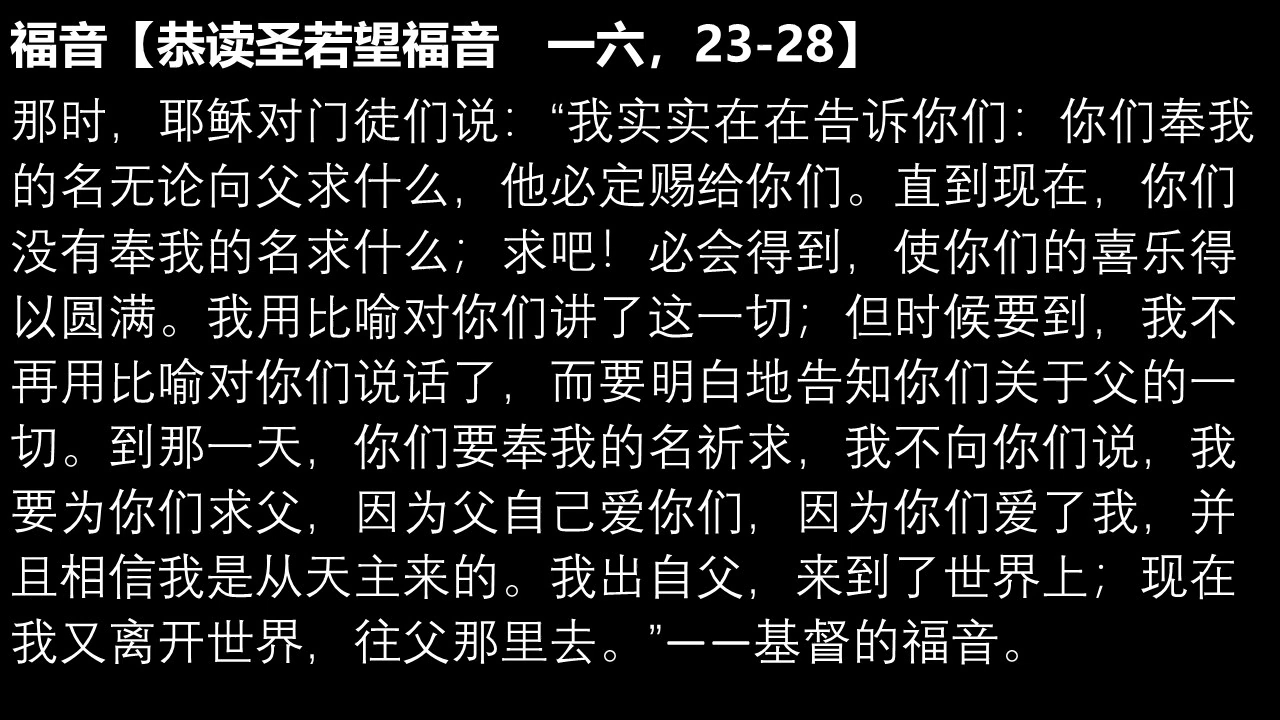 福音【恭读圣若望福音　一六，23-28】
那时，耶稣对门徒们说：“我实实在在告诉你们：你们奉我
的名无论向父求什么，他必定赐给你们。直到现在，你们
没有奉我的名求什么；求吧！必会得到，使你们的喜乐得
以圆满。我用比喻对你们讲了这一切；但时候要到，我不
再用比喻对你们说话了，而要明白地告知你们关于父的一
切。到那一天，你们要奉我的名祈求，我不向你们说，我
要为你们求父，因为父自己爱你们，因为你们爱了我，并
且相信我是从天主来的。我出自父，来到了世界上；现在
我又离开世界，往父那里去。”——基督的福音。